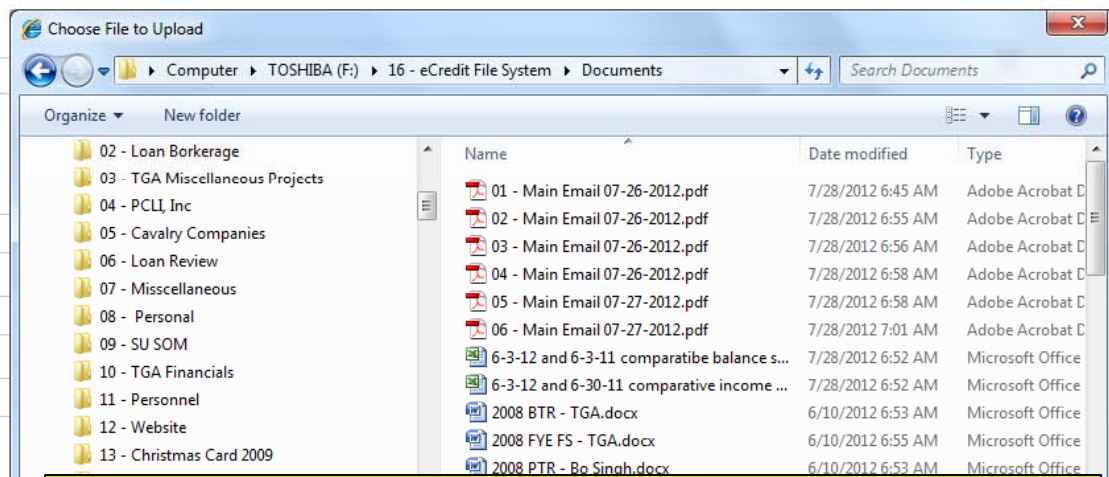 Choose File to Upload
Computer TOSHIBA (F:) 16 - eCredit File System Documents
Search Documents
Organize New folder
02 - Loan Borkerage
03 - TGA Miscellaneous Projects
04 - PCLI, Inc
05 - Cavalry Companies
06 - Loan Review
07 - Misscellaneous
08 - Personal
09 - SU SOM
10 - TGA Financials
11 - Personnel
12 - Website
13 - Christmas Card 2009
Name Date modified Type
01 - Main Email 07-26-2012.pdf 7/28/2012 6:45 AM Adobe Acrobat D
02 - Main Email 07-26-2012.pdf 7/28/2012 6:55 AM Adobe Acrobat D
03 - Main Email 07-26-2012.pdf 7/28/2012 6:56 AM Adobe Acrobat D
04 - Main Email 07-26-2012.pdf 7/28/2012 6:58 AM Adobe Acrobat D
05 - Main Email 07-27-2012.pdf 7/28/2012 6:58 AM Adobe Acrobat D
06 - Main Email 07-27-2012.pdf 7/28/2012 7:01 AM Adobe Acrobat D
6-3-12 and 6-3-11 comparatibe balance s... 7/28/2012 6:52 AM Microsoft Office
6-3-12 and 6-30-11 comparative income ... 7/28/2012 6:52 AM Microsoft Office
2008 BTR - TGA.docx 6/10/2012 6:53 AM Microsoft Office
2008 FYE FS - TGA.docx 6/10/2012 6:55 AM Microsoft Office
2008 PTR - Bo Singh.docx 6/10/2012 6:53 AM Microsoft Office